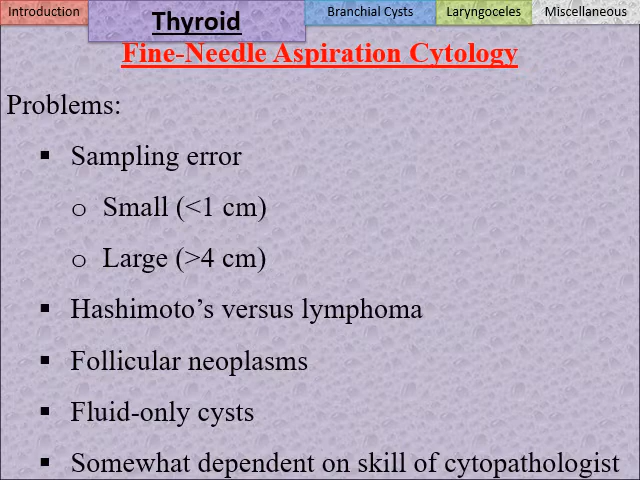 Introduction
Thyroid
Branchial Cysts
Laryngoceles
Miscellaneous
Fine-Needle Aspiration Cytology
Problems:
▪ Sampling error
o Small (<1 cm)
o Large (>4 cm)
▪ Hashimoto’s versus lymphoma
▪ Follicular neoplasms
▪ Fluid-only cysts
▪ Somewhat dependent on skill of cytopathologist